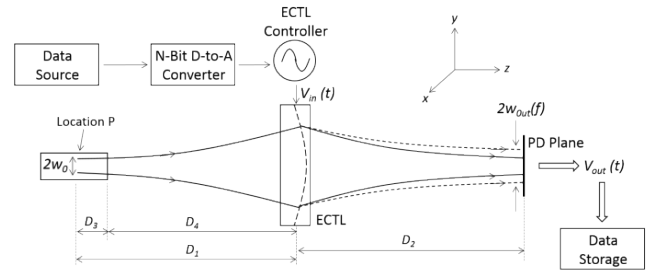 ECTL
Controller
Data
Source
N-Bit D-to-A
Converter
y
z
x
V_in (t)
Location P
2w_0ut(f)
PD Plane
2w_0
V_out (t)
ECTL
D_3
D_4
D_1
D_2
Data
Storage